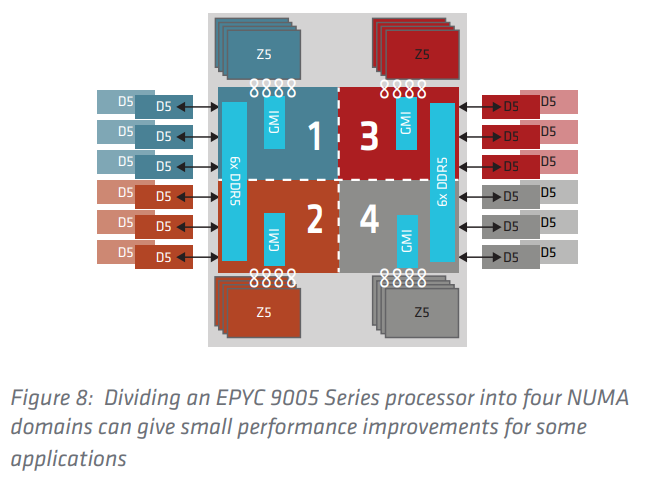 Z5
Z5
D5 D5
GMI
1
3
GMI
D5 D5
D5 D5
D5 D5
D5 D5
D5 D5
6x DDR5
6x DDR5
D5 D5
D5 D5
D5 D5
D5 D5
GMI
2
4
GMI
D5 D5
D5 D5
Z5
Z5
Figure 8: Dividing an EPYC 9005 Series processor into four NUMA
domains can give small performance improvements for some
applications